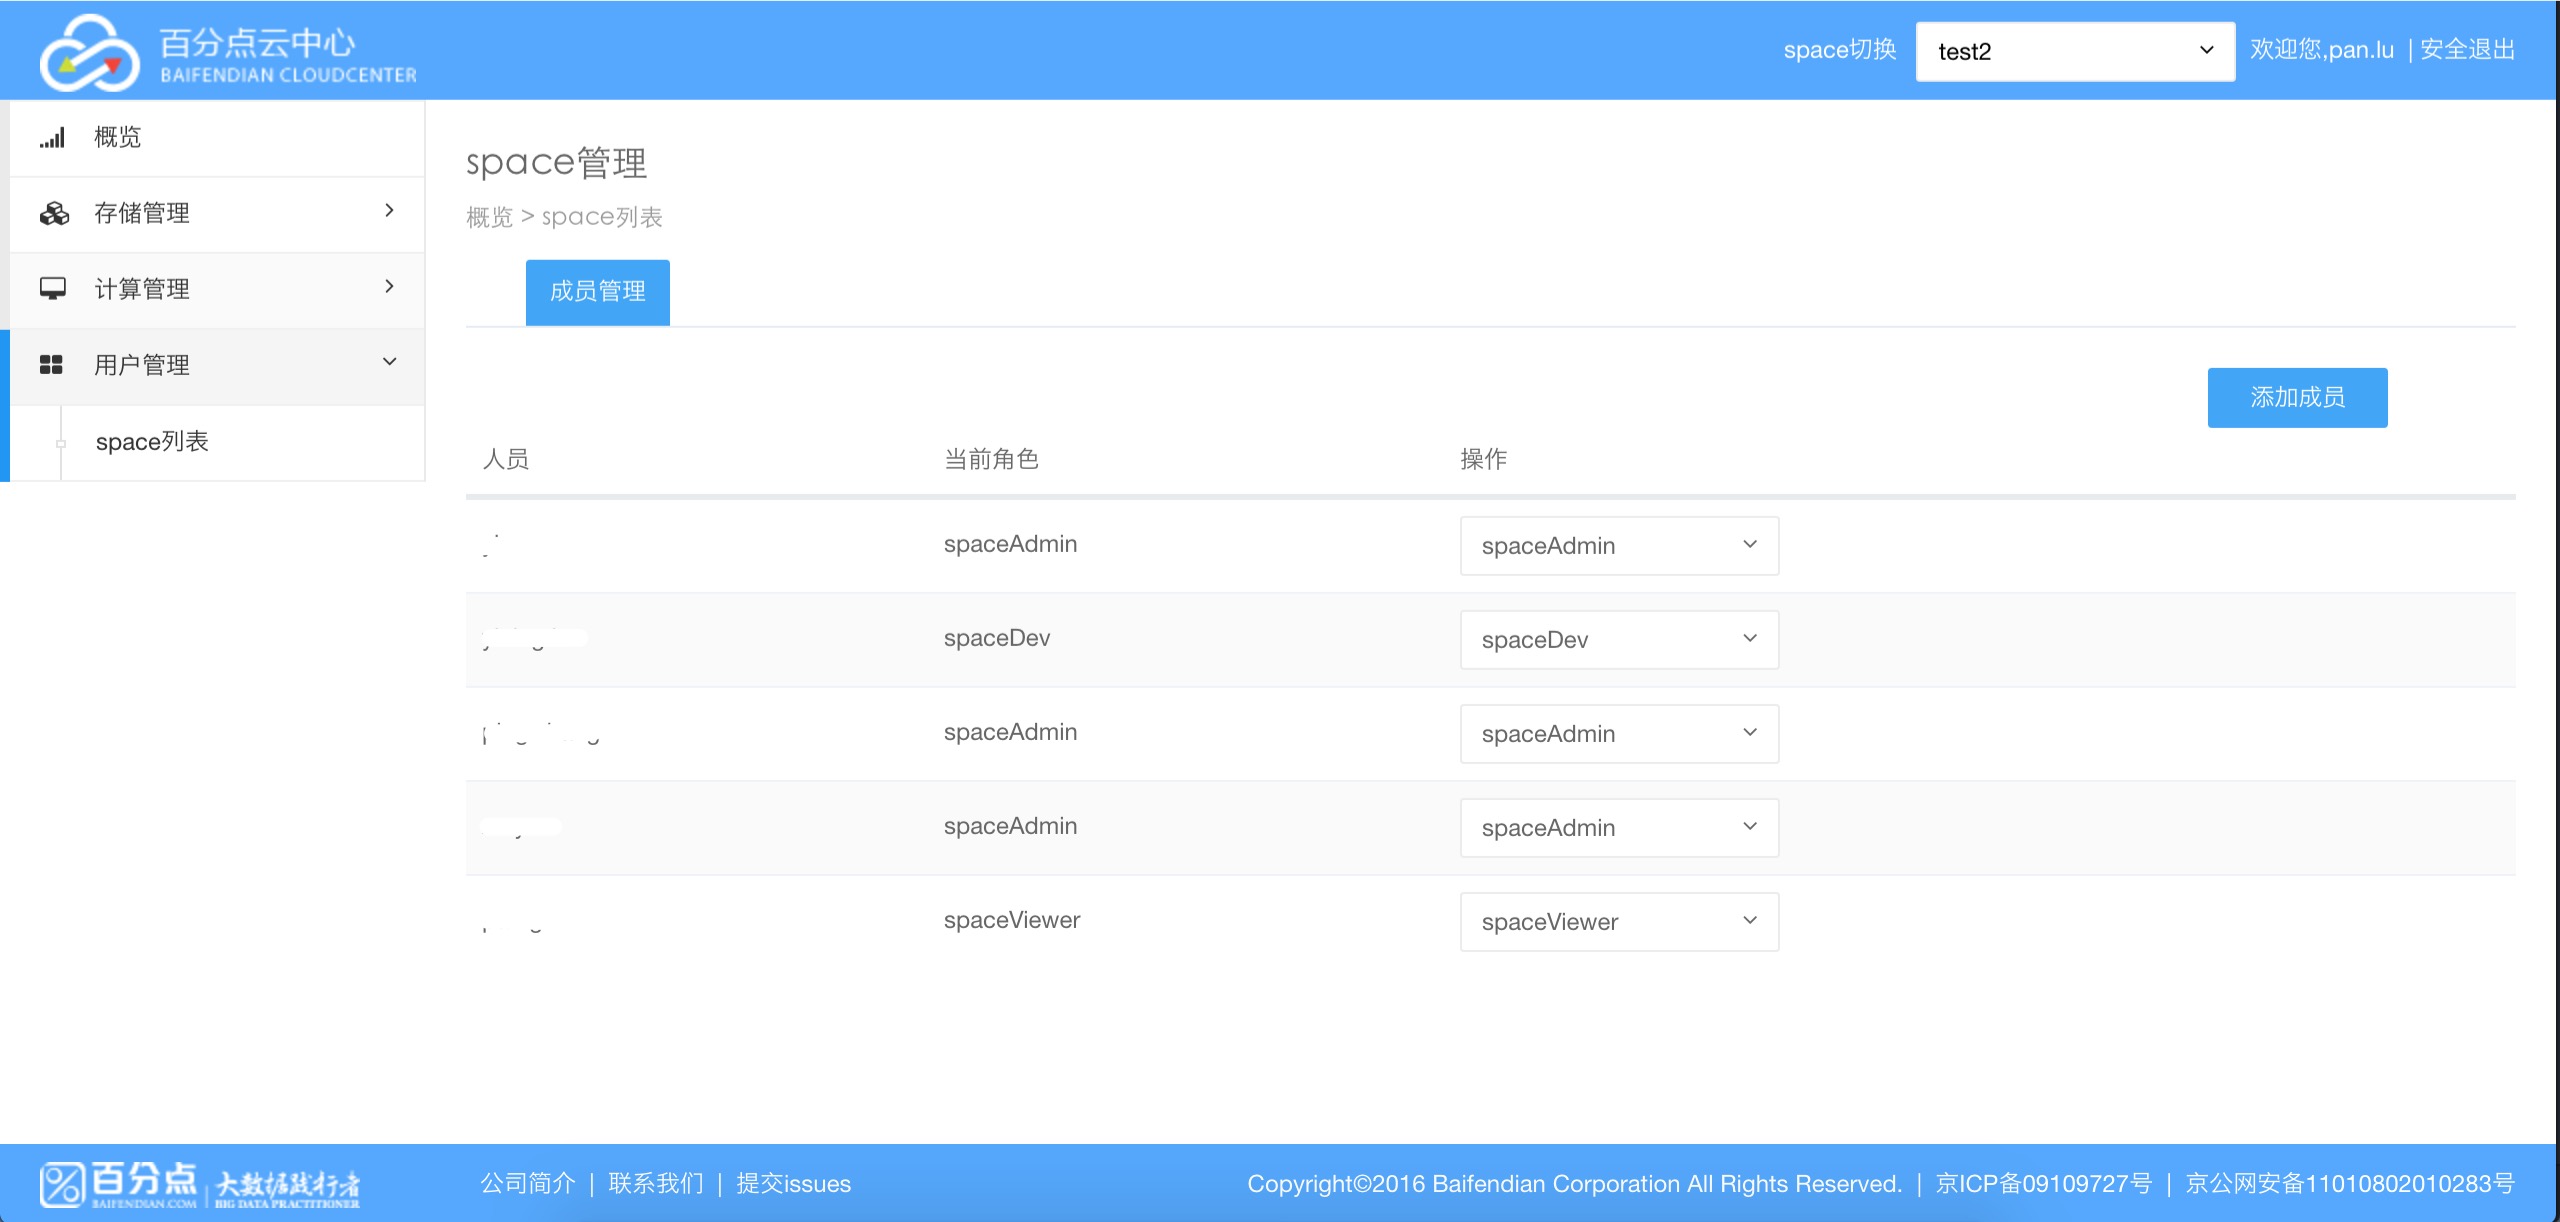 百分点云中心
BAIFENDIAN CLOUDCENTER
space切换 test2 欢迎您,pan.lu | 安全退出
概览
存储管理
计算管理
用户管理
space列表
space管理
概览 > space列表
成员管理
添加成员
人员 当前角色 操作
spaceAdmin spaceAdmin
spaceDev spaceDev
spaceAdmin spaceAdmin
spaceAdmin spaceAdmin
spaceViewer spaceViewer
百分点 | 大数据践行者
BAIFENDIAN.COM BIG DATA PRACTITIONER
公司简介 | 联系我们 | 提交issues
Copyright©2016 Baifendian Corporation All Rights Reserved. | 京ICP备09109727号 | 京公网安备11010802010283号